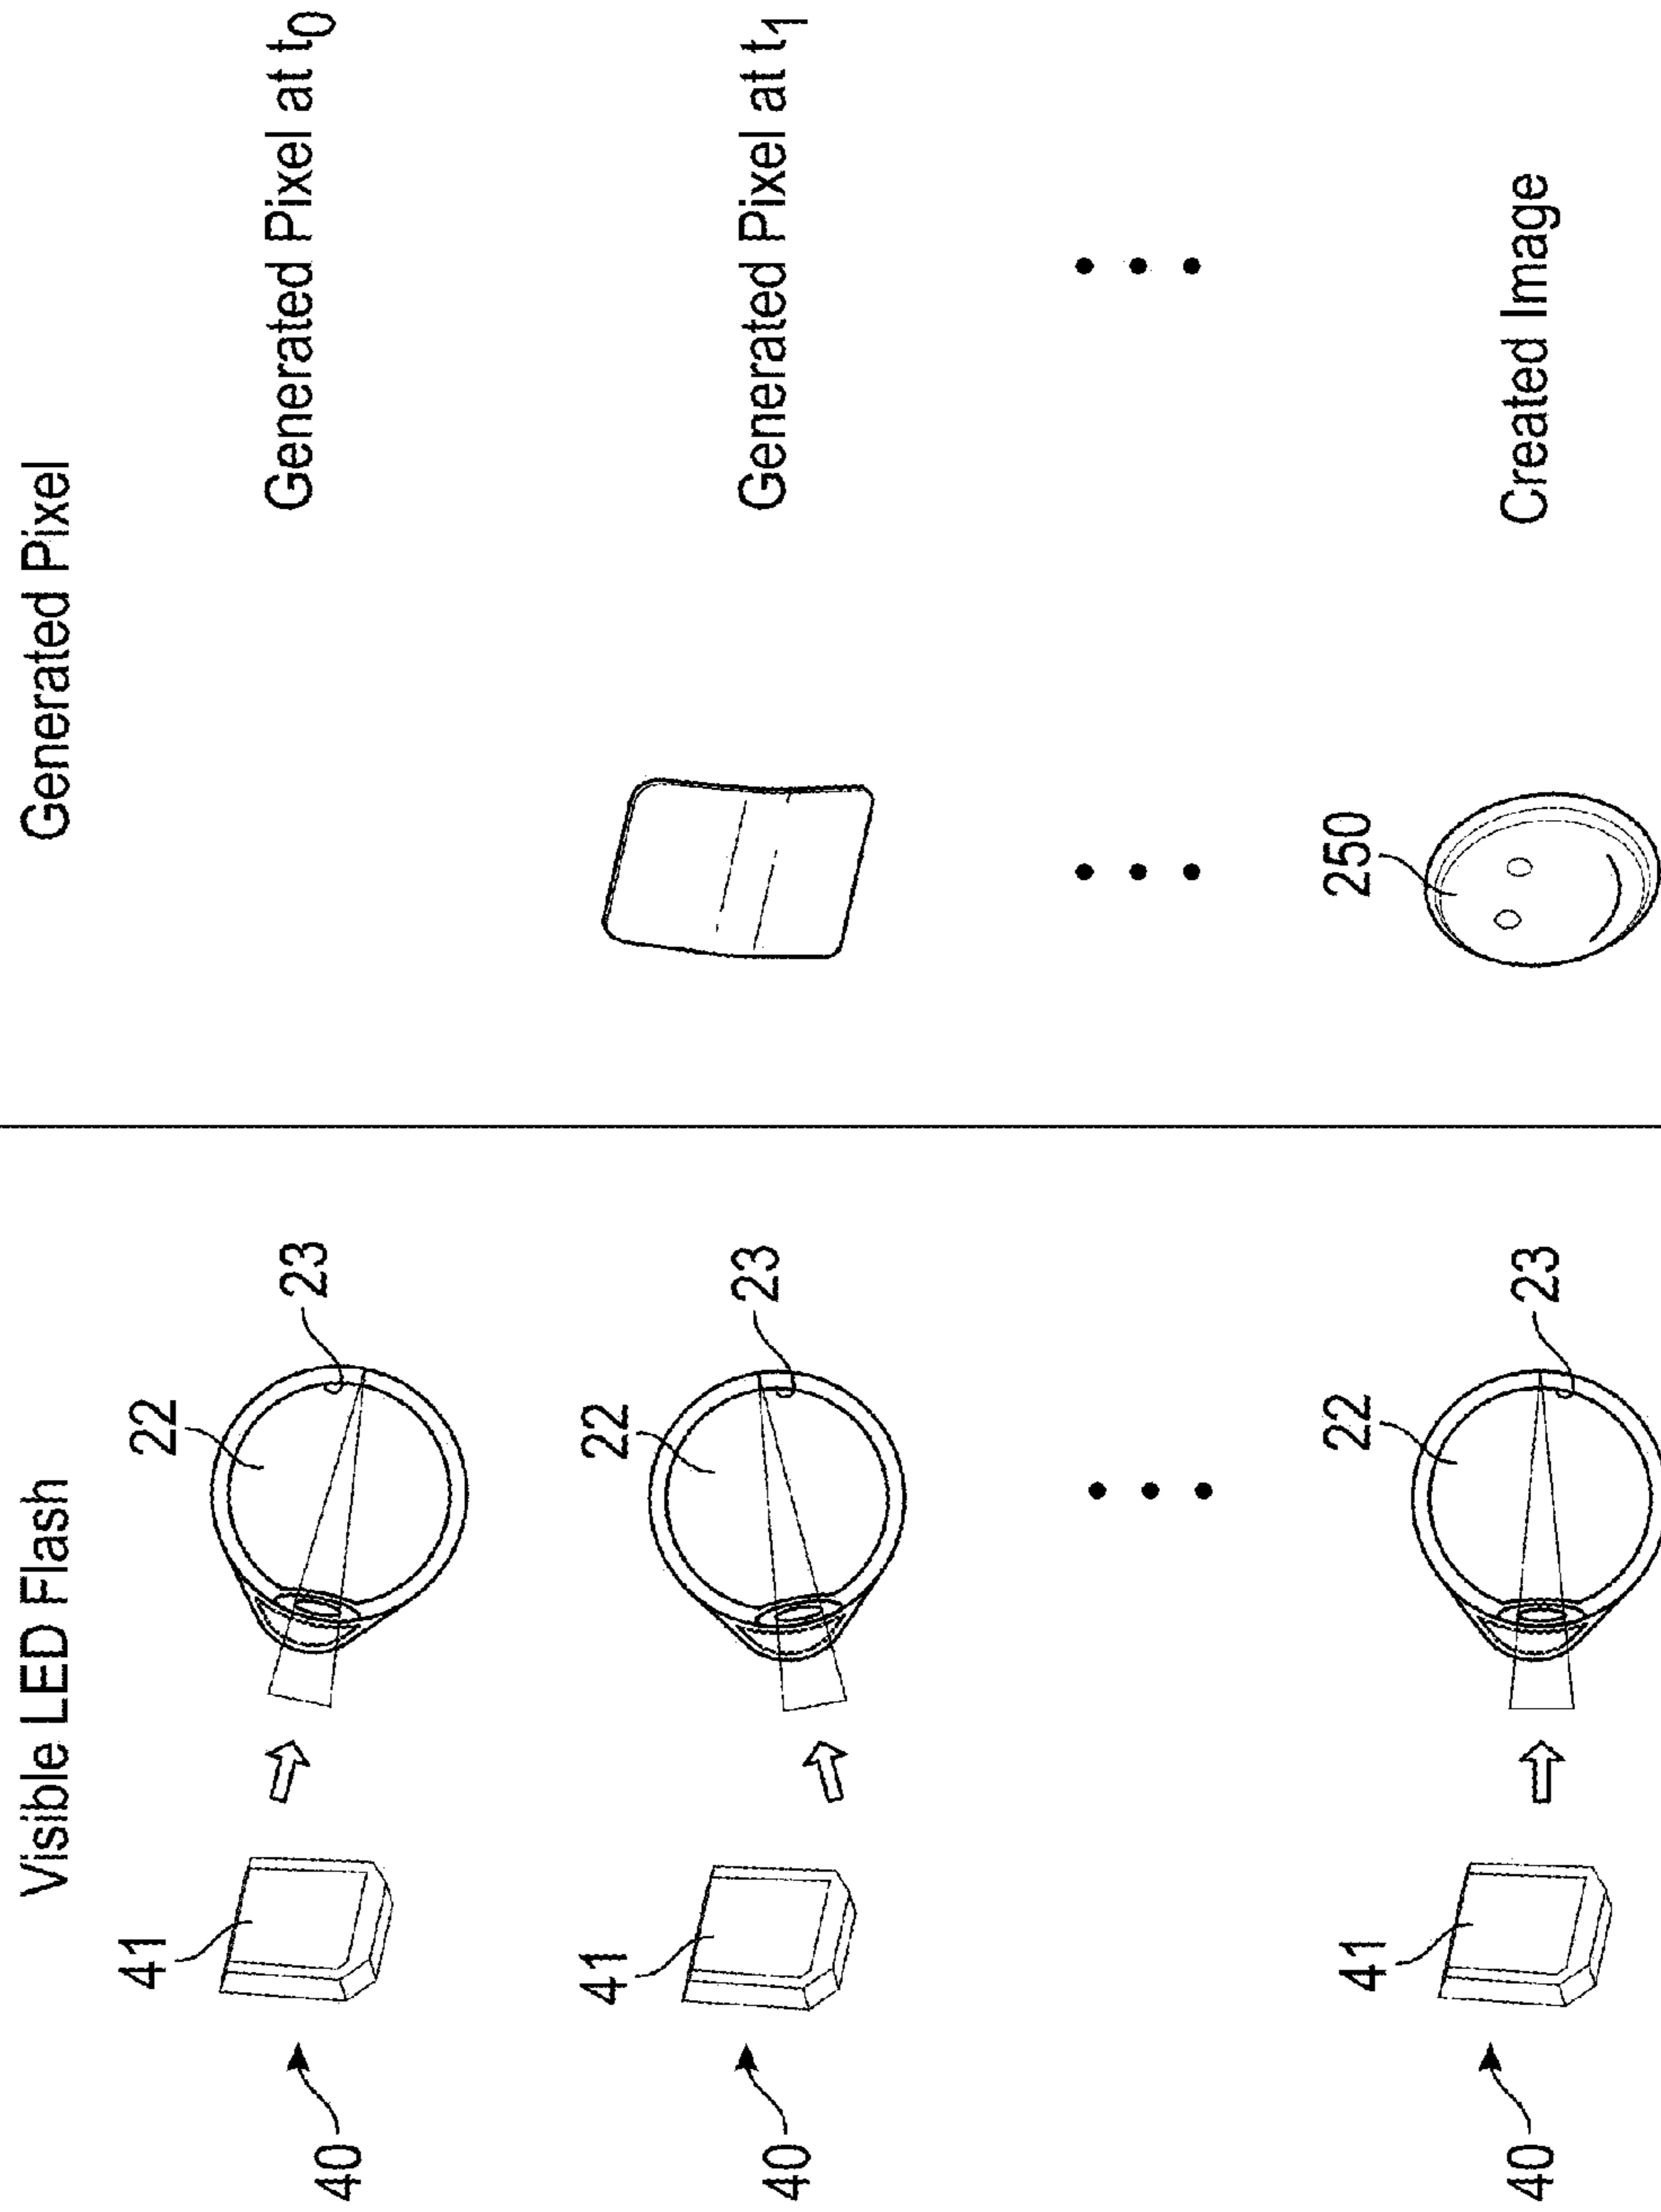 Visible LED Flash
Generated Pixel
41
22
23
Generated Pixel at t₀
40
41
22
23
Generated Pixel at t₁
40
41
22
250
23
Created Image
40